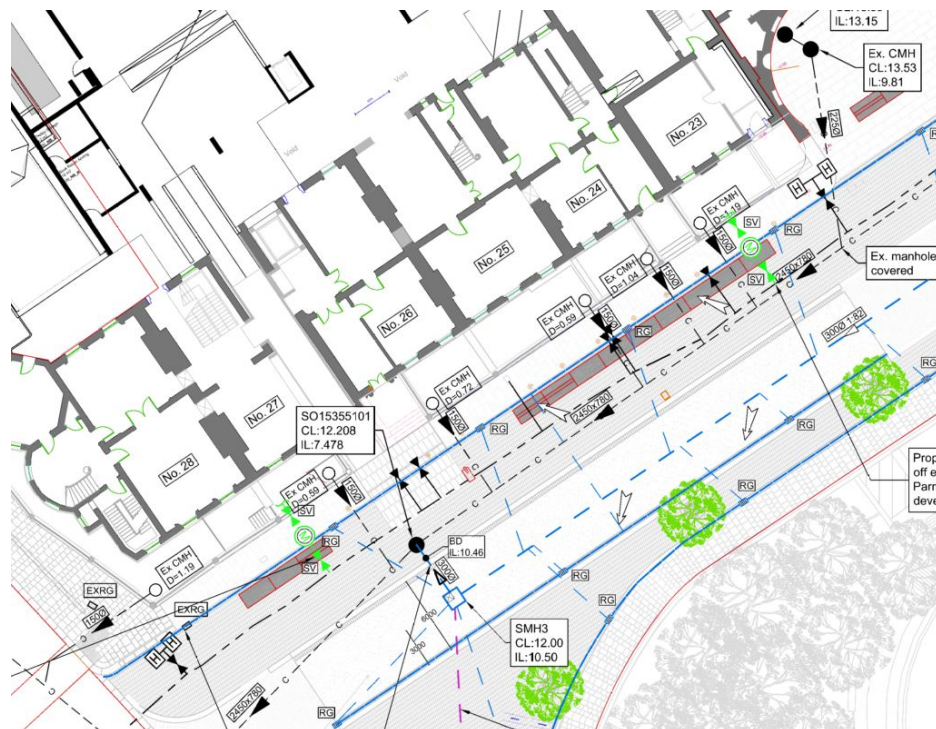 IL:13.15
Ex. CMH
CL:13.53
IL:9.81
225Ø
Void
Void
No. 23
No. 24
No. 25
No. 26
No. 27
No. 28
H
H
Ex CMH
D=1.19
150Ø
SV
M
RG
SV
2450x780
C
Ex. manhole
covered
Ex CMH
D=1.04
150Ø
Ex CMH
D=0.59
150Ø
RG
300Ø 1:82
Ex CMH
D=0.72
150Ø
2450x780
RG
RG
SO15355101
CL:12.208
IL:7.478
Ex CMH
D=0.59
150Ø
SV
M
RG
SV
BD
IL:10.46
300Ø
RG
Prop
off e
Parn
deve
Ex CMH
D=1.19
EXRG
150Ø
EXRG
H
H
6000
3000
SMH3
CL:12.00
IL:10.50
RG
RG
2450x780
RG